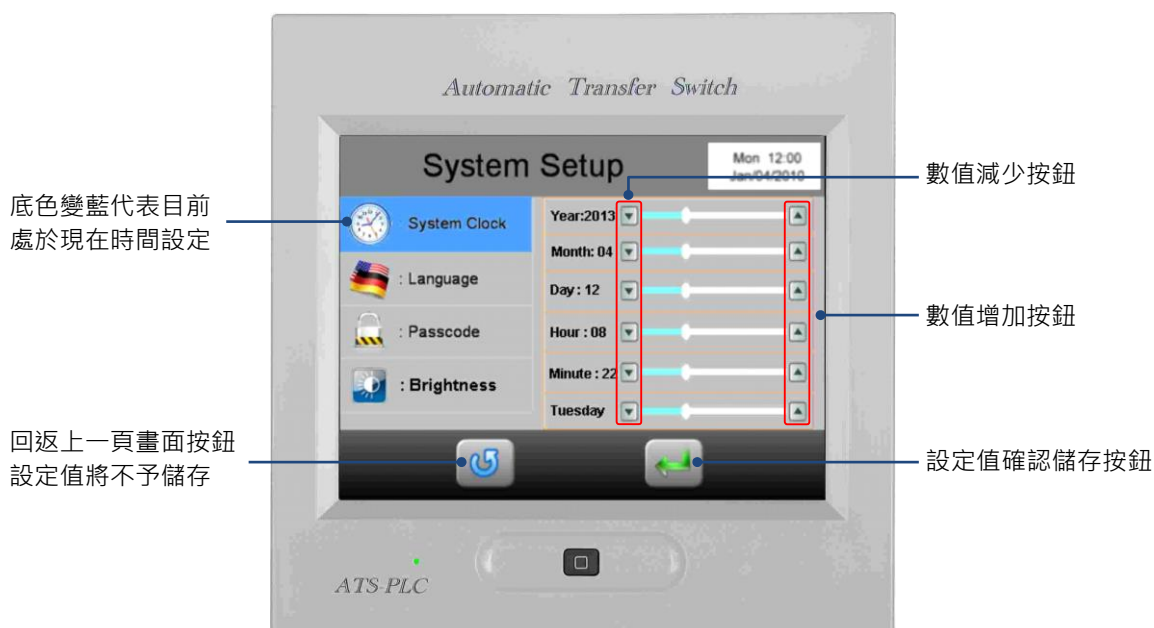 Automatic Transfer Switch
System Setup
Mon 12:00
Jan/04/2010
數值減少按鈕
底色變藍代表目前
處於現在時間設定
System Clock
: Language
: Passcode
: Brightness
Year:2013
Month: 04
Day : 12
Hour : 08
Minute : 22
Tuesday
數值增加按鈕
回返上一頁畫面按鈕
設定值將不予儲存
設定值確認儲存按鈕
ATS-PLC